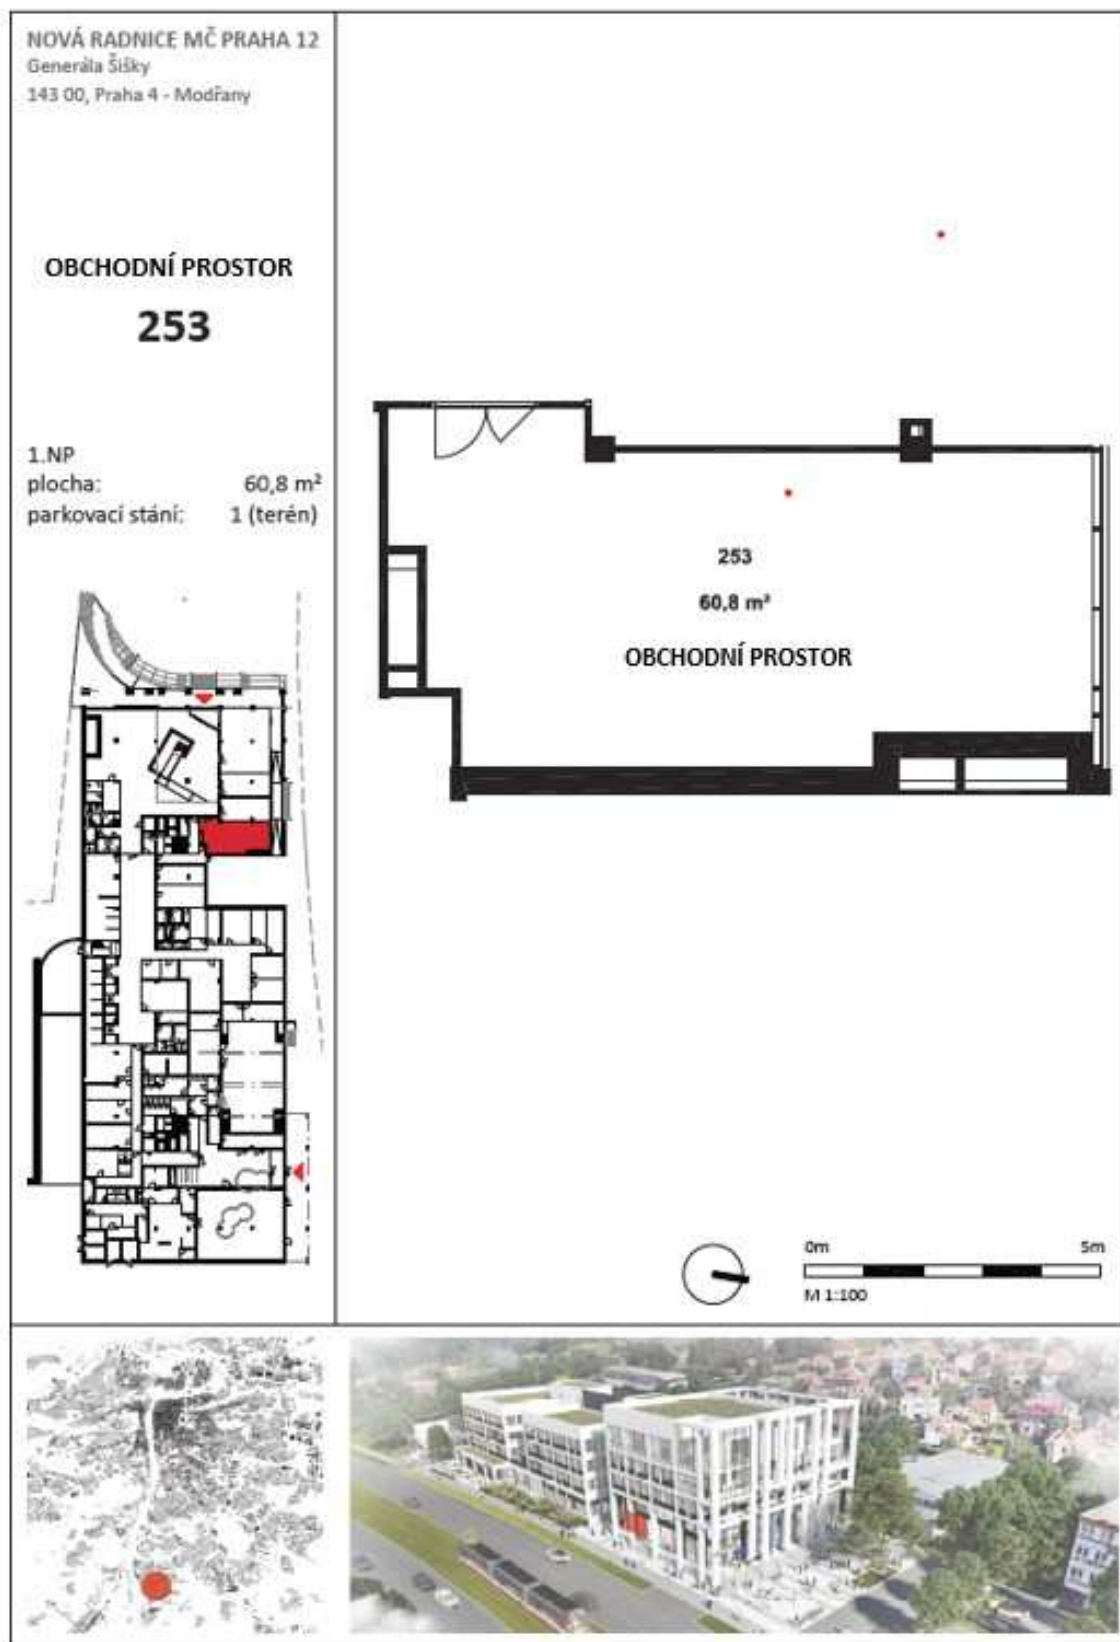 NOVÁ RADNICE MČ PRAHA 12
Generála Šišky
143 00, Praha 4 - Modřany
OBCHODNÍ PROSTOR
253
1.NP
plocha: 60,8 m²
parkovací stání: 1 (terén)
253
60,8 m²
OBCHODNÍ PROSTOR
0m 5m
M 1:100